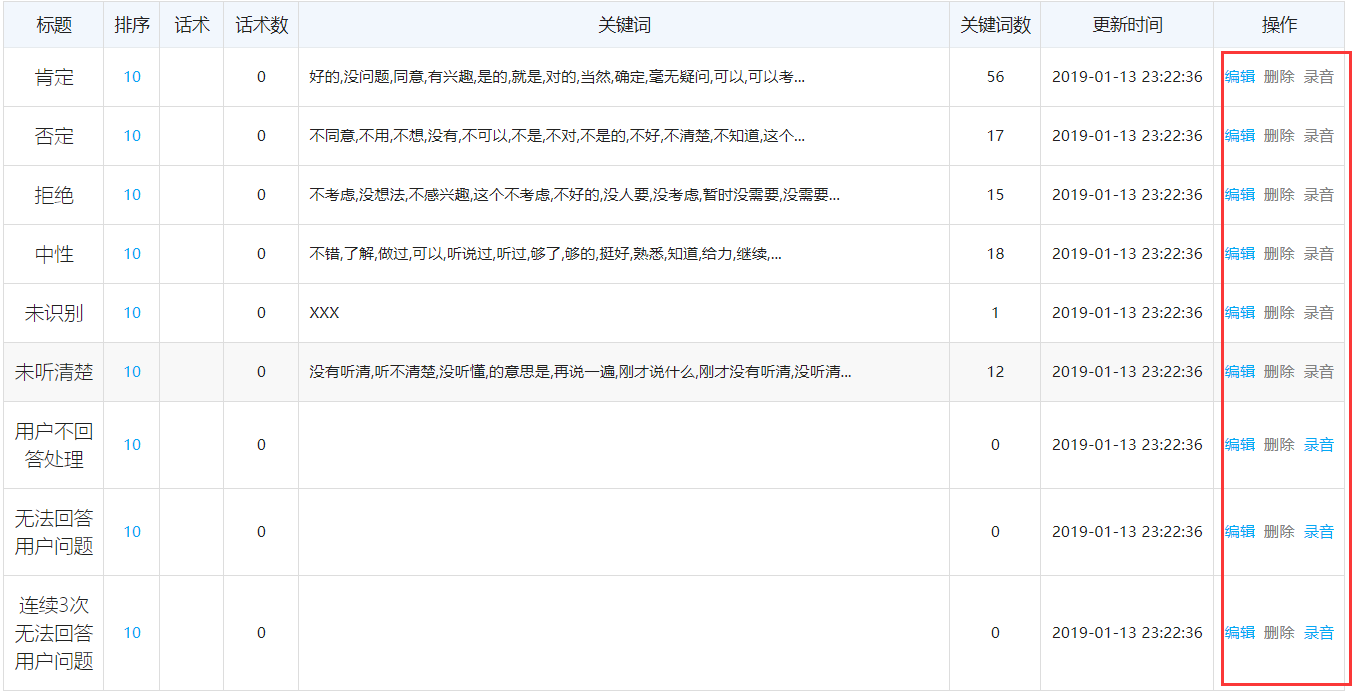 标题 排序 话术 话术数 关键词 关键词数 更新时间 操作
肯定 10 0 好的,没问题,同意,有兴趣,是的,就是,对的,当然,确定,毫无疑问,可以,可以考... 56 2019-01-13 23:22:36 编辑 删除 录音
否定 10 0 不同意,不用,不想,没有,不可以,不是,不对,不是的,不好,不清楚,不知道,这个... 17 2019-01-13 23:22:36 编辑 删除 录音
拒绝 10 0 不考虑,没想法,不感兴趣,这个不考虑,不好的,没人要,没考虑,暂时没需要,没需要... 15 2019-01-13 23:22:36 编辑 删除 录音
中性 10 0 不错,了解,做过,可以,听说过,听过,够了,够的,挺好,熟悉,知道,给力,继续,... 18 2019-01-13 23:22:36 编辑 删除 录音
未识别 10 0 XXX 1 2019-01-13 23:22:36 编辑 删除 录音
未听清楚 10 0 没有听清,听不清楚,没听懂,的意思是,再说一遍,刚才说什么,刚才没有听清,没听清... 12 2019-01-13 23:22:36 编辑 删除 录音
用户不回
答处理 10 0 0 2019-01-13 23:22:36 编辑 删除 录音
无法回答
用户问题 10 0 0 2019-01-13 23:22:36 编辑 删除 录音
连续3次
无法回答 10 0 0 2019-01-13 23:22:36 编辑 删除 录音
用户问题